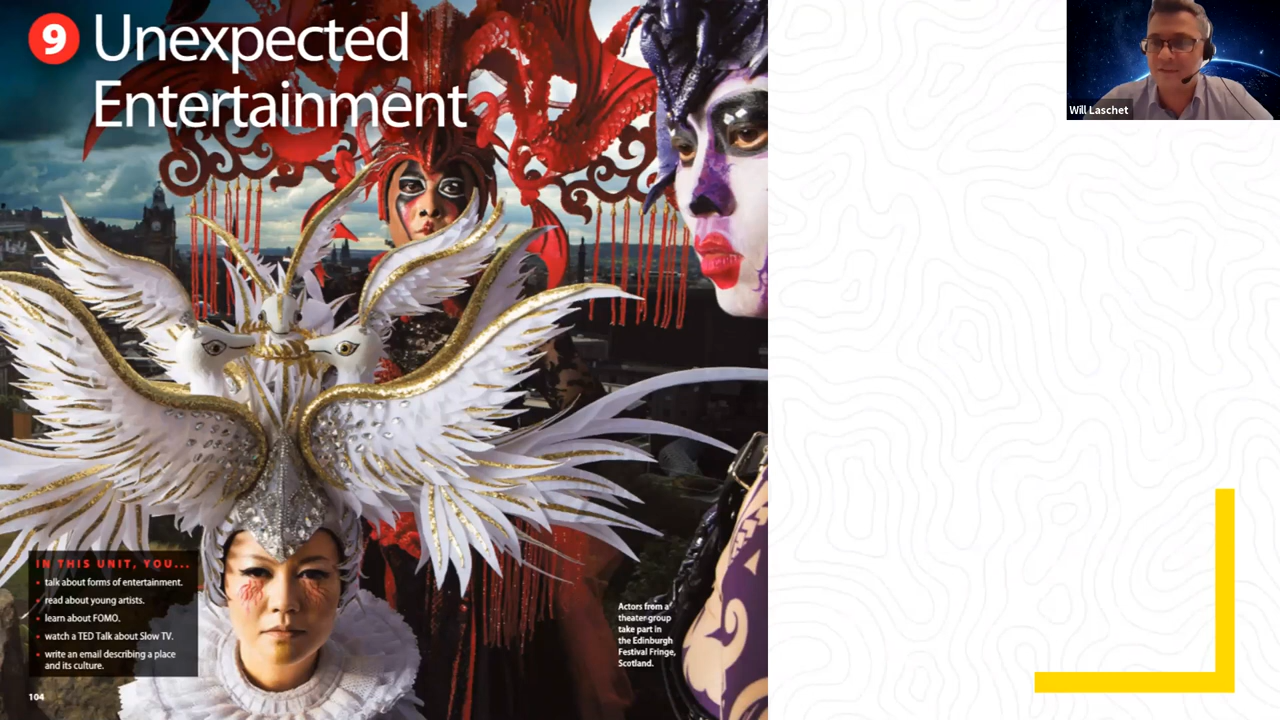 9 Unexpected
Entertainment
Will Laschet
IN THIS UNIT, YOU...
• talk about forms of entertainment.
• read about young artists.
• learn about FOMO.
• watch a TED Talk about Slow TV.
• write an email describing a place
and its culture.
Actors from a
theater group
take part in
the Edinburgh
Festival Fringe,
Scotland.
104